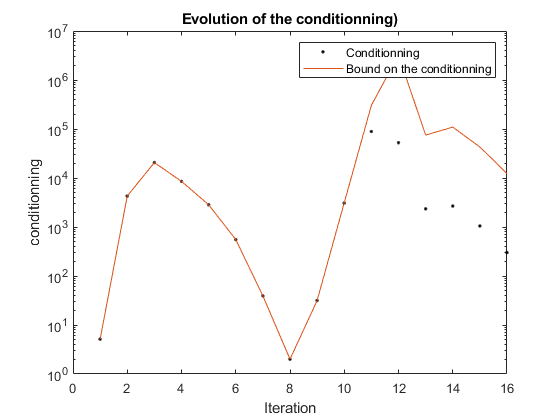 Evolution of the conditionning)
10^7
10^6
10^5
10^4
10^3
10^2
10^1
10^0
conditionning
Conditionning
Bound on the conditionning
0 2 4 6 8 10 12 14 16
Iteration